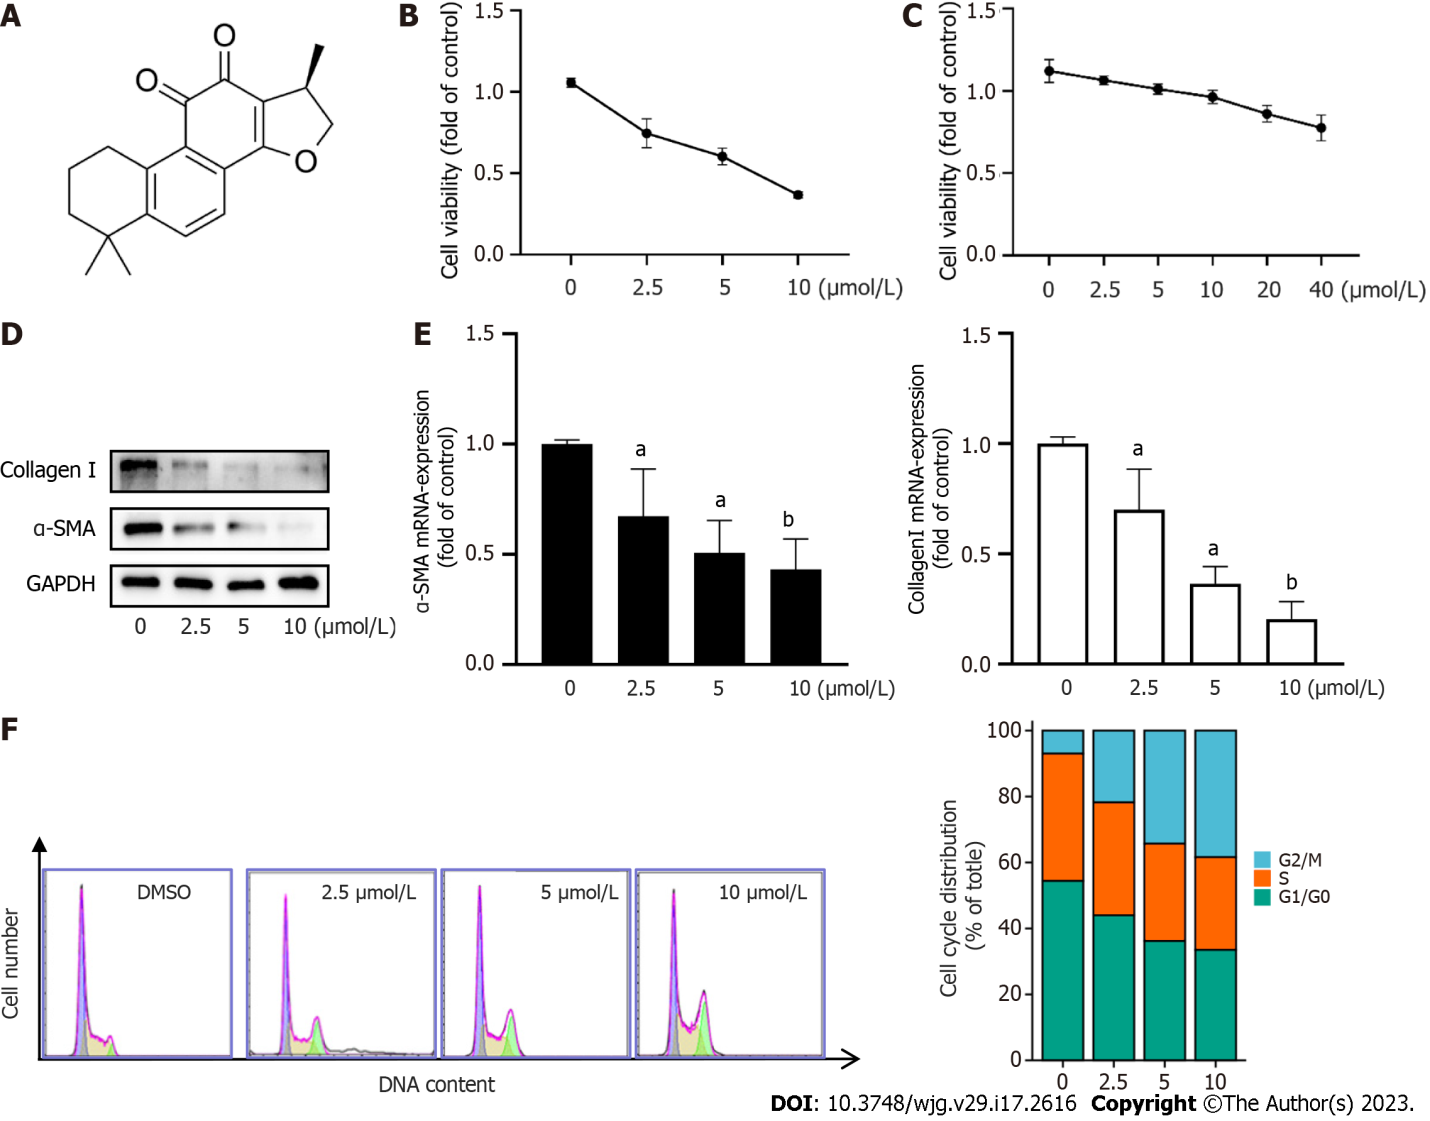 A
O
O
O
B
Cell viability (fold of control)
1.5
1.0
0.5
0.0
0 2.5 5 10 (µmol/L)
C
Cell viability (fold of control)
1.5
1.0
0.5
0.0
0 2.5 5 10 20 40 (µmol/L)
D
Collagen I
α-SMA
GAPDH
0 2.5 5 10 (µmol/L)
E
α-SMA mRNA-expression
(fold of control)
1.5
1.0
0.5
0.0
a
a
b
0 2.5 5 10 (µmol/L)
CollagenI mRNA-expression
(fold of control)
1.5
1.0
0.5
0.0
a
a
b
0 2.5 5 10 (µmol/L)
F
Cell number
DMSO
2.5 µmol/L
5 µmol/L
10 µmol/L
DNA content
Cell cycle distribution
(% of totle)
100
80
60
40
20
0
0 2.5 5 10
G2/M
S
G1/G0
DOI: 10.3748/wjg.v29.i17.2616 Copyright ©The Author(s) 2023.